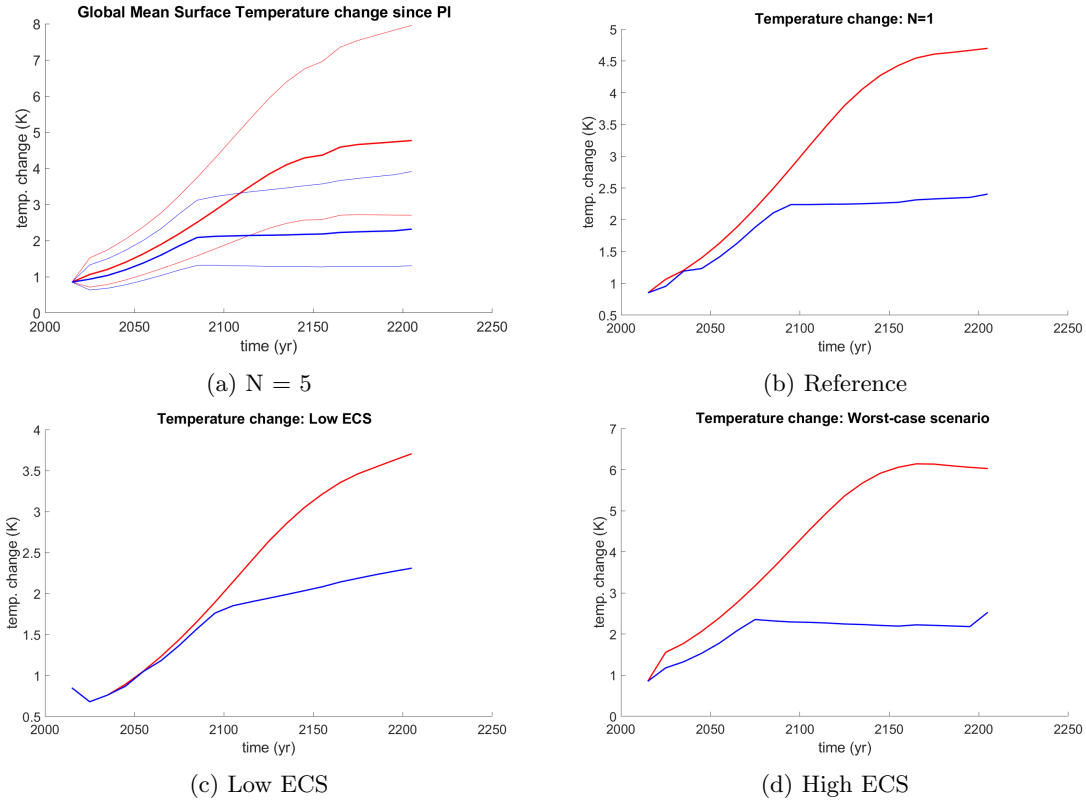 Global Mean Surface Temperature change since PI
8
7
6
5
4
3
2
1
0
temp. change (K)
2000 2050 2100 2150 2200 2250
time (yr)
(a) N = 5
Temperature change: N=1
5
4.5
4
3.5
3
2.5
2
1.5
1
0.5
temp. change (K)
2000 2050 2100 2150 2200 2250
time (yr)
(b) Reference
Temperature change: Low ECS
4
3.5
3
2.5
2
1.5
1
0.5
temp. change (K)
2000 2050 2100 2150 2200 2250
time (yr)
(c) Low ECS
Temperature change: Worst-case scenario
7
6
5
4
3
2
1
0
temp. change (K)
2000 2050 2100 2150 2200 2250
time (yr)
(d) High ECS